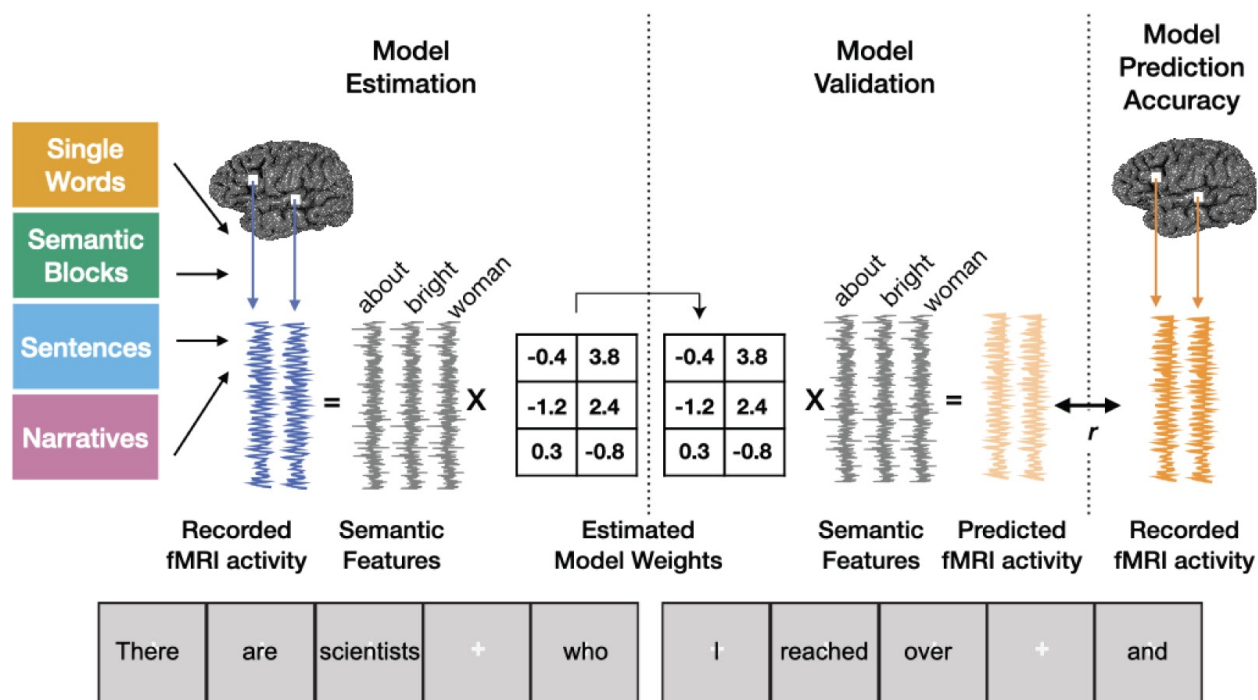 Model
Estimation
Model
Validation
Model
Prediction
Accuracy
Single
Words
Semantic
Blocks
Sentences
Narratives
about
bright
woman
=
X
-0.4 3.8
-1.2 2.4
0.3 -0.8
-0.4 3.8
-1.2 2.4
0.3 -0.8
X
about
bright
woman
=
r
Recorded
fMRI activity
Semantic
Features
Estimated
Model Weights
Semantic
Features
Predicted
fMRI activity
Recorded
fMRI activity
There are scientists + who
I reached over + and